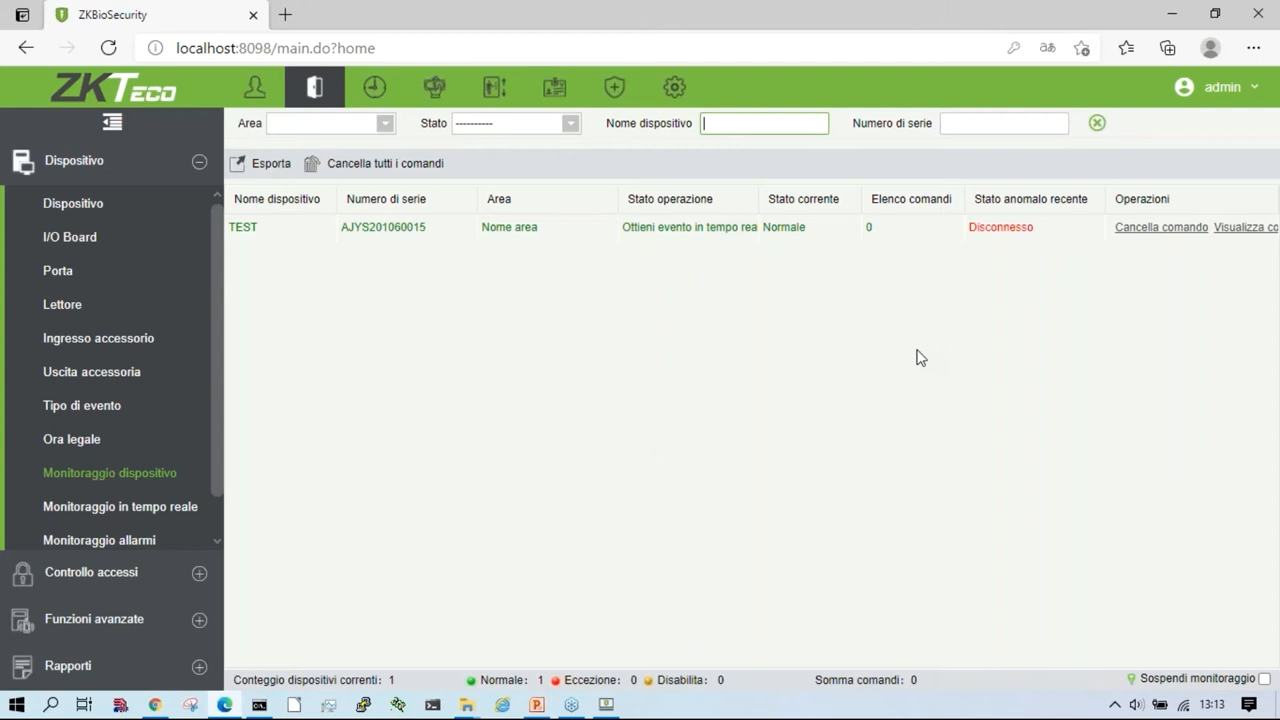 ZKBioSecurity
localhost:8098/main.do?home
ZKTeco
admin
Area
Stato
----------
Nome dispositivo
Numero di serie
Dispositivo
Esporta
Cancella tutti i comandi
Dispositivo
I/O Board
Porta
Lettore
Ingresso accessorio
Uscita accessoria
Tipo di evento
Ora legale
Monitoraggio dispositivo
Monitoraggio in tempo reale
Monitoraggio allarmi
Controllo accessi
Funzioni avanzate
Rapporti
Nome dispositivo Numero di serie Area Stato operazione Stato corrente Elenco comandi Stato anomalo recente Operazioni
TEST AJYS201060015 Nome area Ottieni evento in tempo rea Normale 0 Disconnesso Cancella comando Visualizza co
Conteggio dispositivi correnti: 1 Normale: 1 Eccezione: 0 Disabilita: 0 Somma comandi: 0 Sospendi monitoraggio
13:13